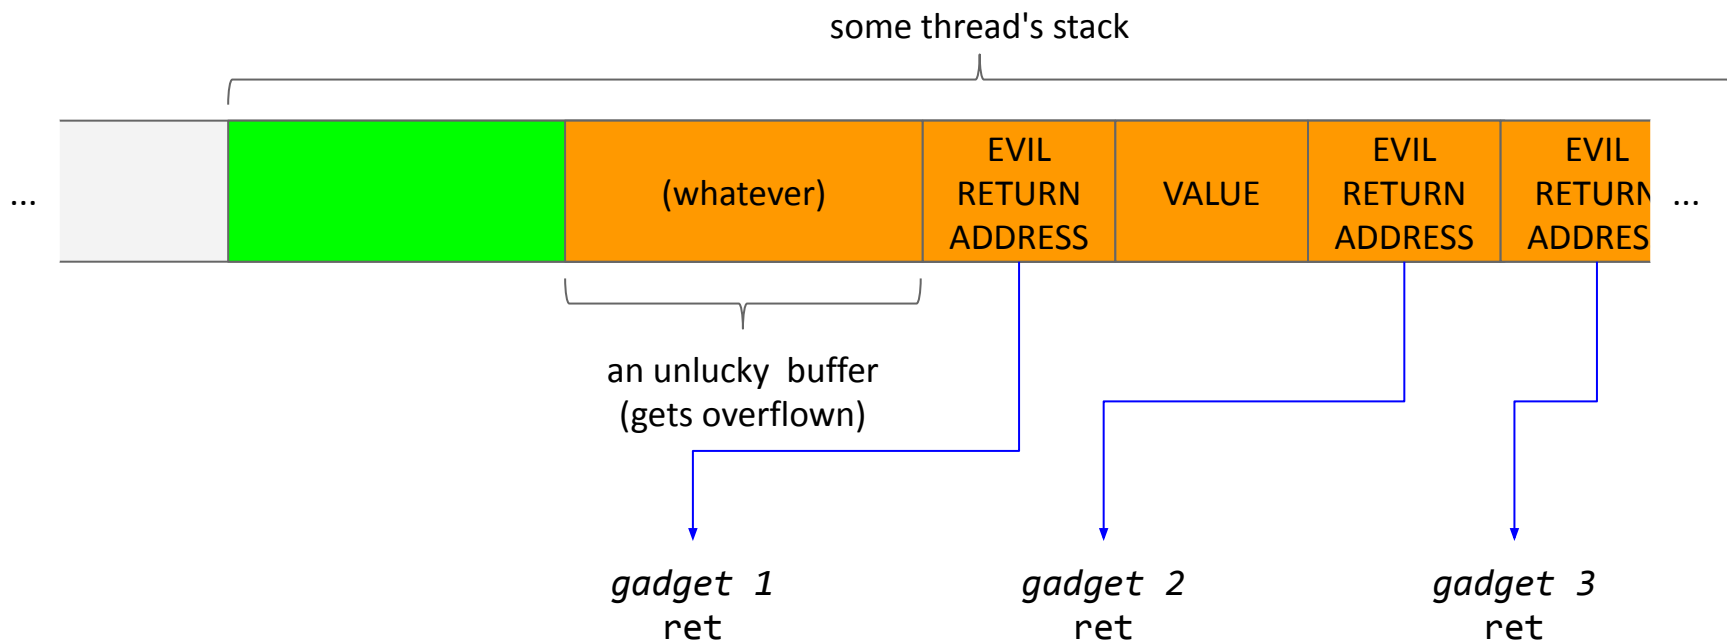 some thread's stack
...
(whatever)
EVIL
RETURN
ADDRESS
VALUE
EVIL
RETURN
ADDRESS
EVIL
RETURN
ADDRES
...
an unlucky buffer
(gets overflown)
gadget 1
ret
gadget 2
ret
gadget 3
ret